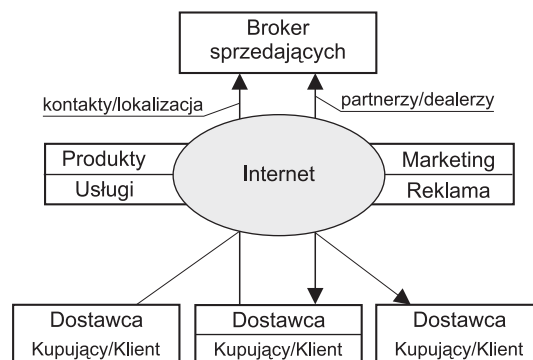 Broker
sprzedających
kontakty/lokalizacja
partnerzy/dealerzy
Produkty
Usługi
Internet
Marketing
Reklama
Dostawca
Kupujący/Klient
Dostawca
Kupujący/Klient
Dostawca
Kupujący/Klient